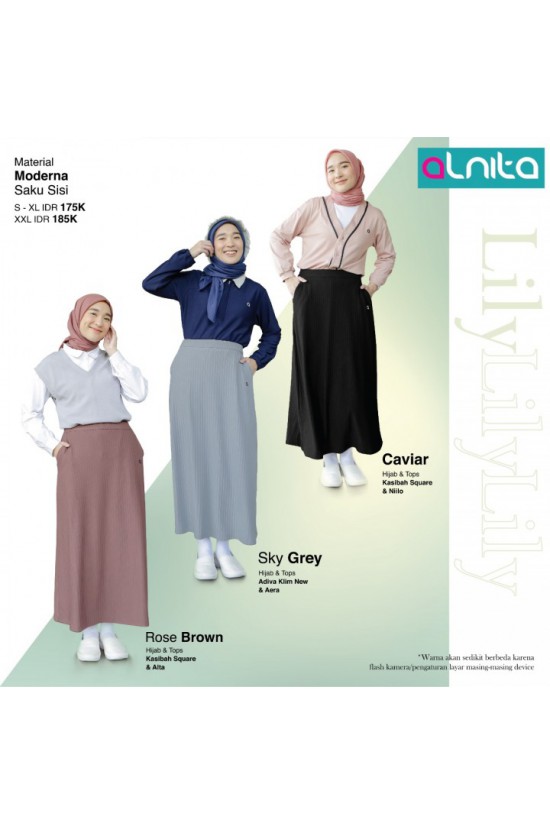 Material
Moderna
Saku Sisi
S - XL IDR 175K
XXL IDR 185K
alnita
LilyLilyLily
Caviar
Hijab & Tops
Kasibah Square
& Niilo
Sky Grey
Hijab & Tops
Adiva Klim New
& Aera
Rose Brown
Hijab & Tops
Kasibah Square
& Alta
*Warna akan sedikit berbeda karena
flash kamera/pengaturan layar masing-masing device